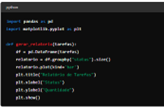 python
import pandas as pd
import matplotlib.pyplot as plt
def gerar_relatorio(tarefas):
df = pd.DataFrame(tarefas)
relatorio = df.groupby("status").size()
relatorio.plot(kind='bar')
plt.title("Relatório de Tarefas")
plt.xlabel("Status")
plt.ylabel("Quantidade")
plt.show()